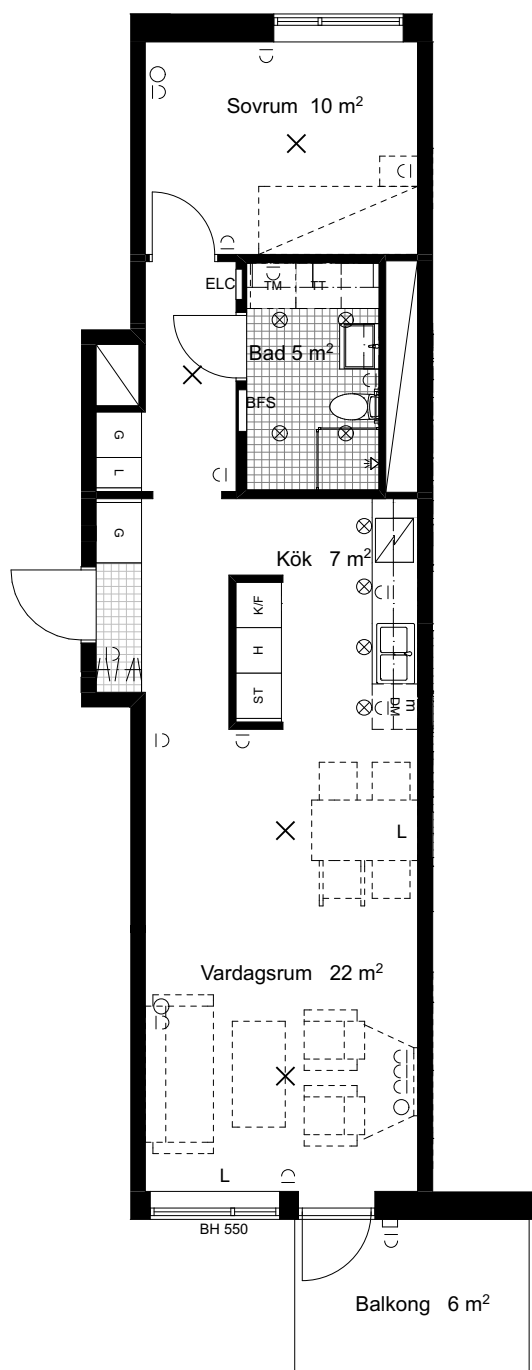 Sovrum 10 m²
ELC
TM
TT
Bad 5 m²
BFS
G
L
G
Kök 7 m²
K/F
H
ST
m
DM
L
Vardagsrum 22 m²
L
BH 550
Balkong 6 m²